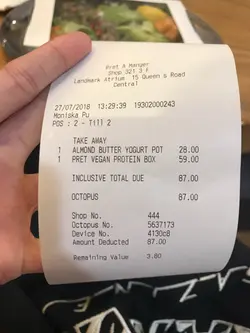 Pret A Manger
Shop 321 3 F
Landmark Atrium 15 Queen s Road
Central
27/07/2018 13:29:39 19302000243
Moniska Pu
POS : 2 - Till 2
TAKE AWAY
1 ALMOND BUTTER YOGURT POT 28.00
1 PRET VEGAN PROTEIN BOX 59.00
INCLUSIVE TOTAL DUE 87.00
OCTOPUS 87.00
Shop No. 444
Octopus No. 5637173
Device No. 4130c8
Amount Deducted 87.00
Remaining Value 3.80